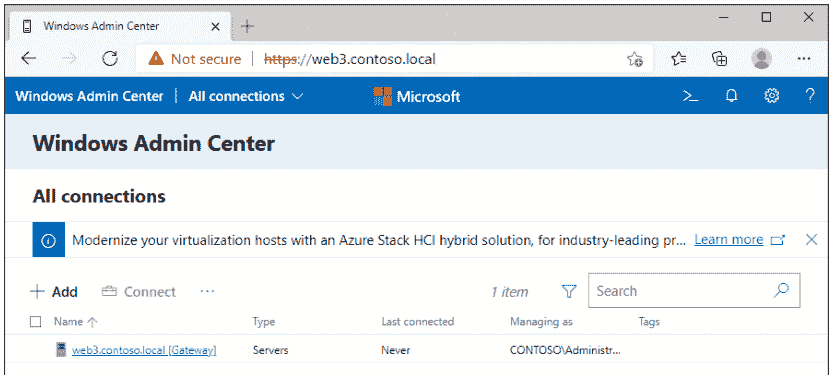 Windows Admin Center
Not secure https://web3.contoso.local
Windows Admin Center All connections Microsoft
Windows Admin Center
All connections
Modernize your virtualization hosts with an Azure Stack HCI hybrid solution, for industry-leading pr... Learn more
Add Connect ... 1 item Search
Name Type Last connected Managing as Tags
web3.contoso.local [Gateway] Servers Never CONTOSO\Administr...